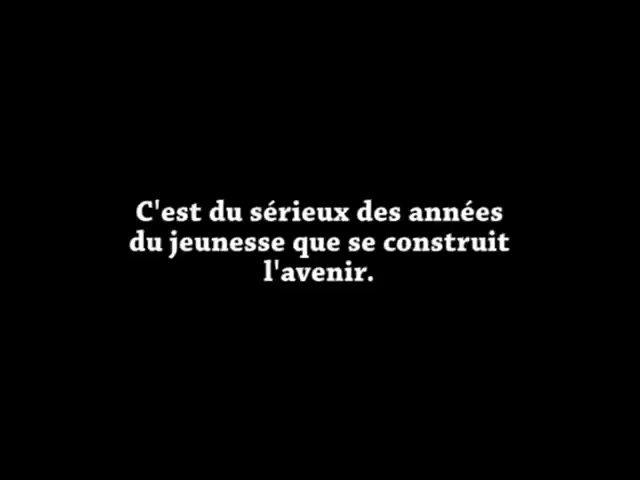 C'est du sérieux des années
du jeunesse que se construit
l'avenir.